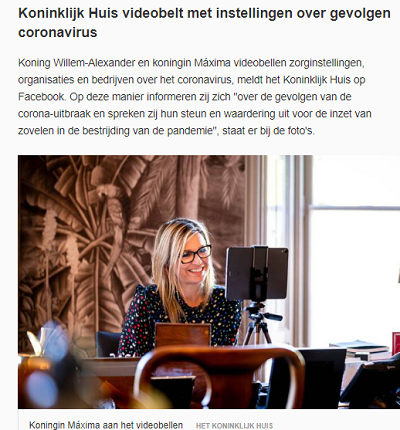 Koninklijk Huis videobelt met instellingen over gevolgen
coronavirus
Koning Willem-Alexander en koningin Máxima videobellen zorginstellingen,
organisaties en bedrijven over het coronavirus, meldt het Koninklijk Huis op
Facebook. Op deze manier informeren zij zich "over de gevolgen van de
corona-uitbraak en spreken zij hun steun en waardering uit voor de inzet van
zovelen in de bestrijding van de pandemie", staat er bij de foto's.
Koningin Máxima aan het videobellen HET KONINKLIJK HUIS